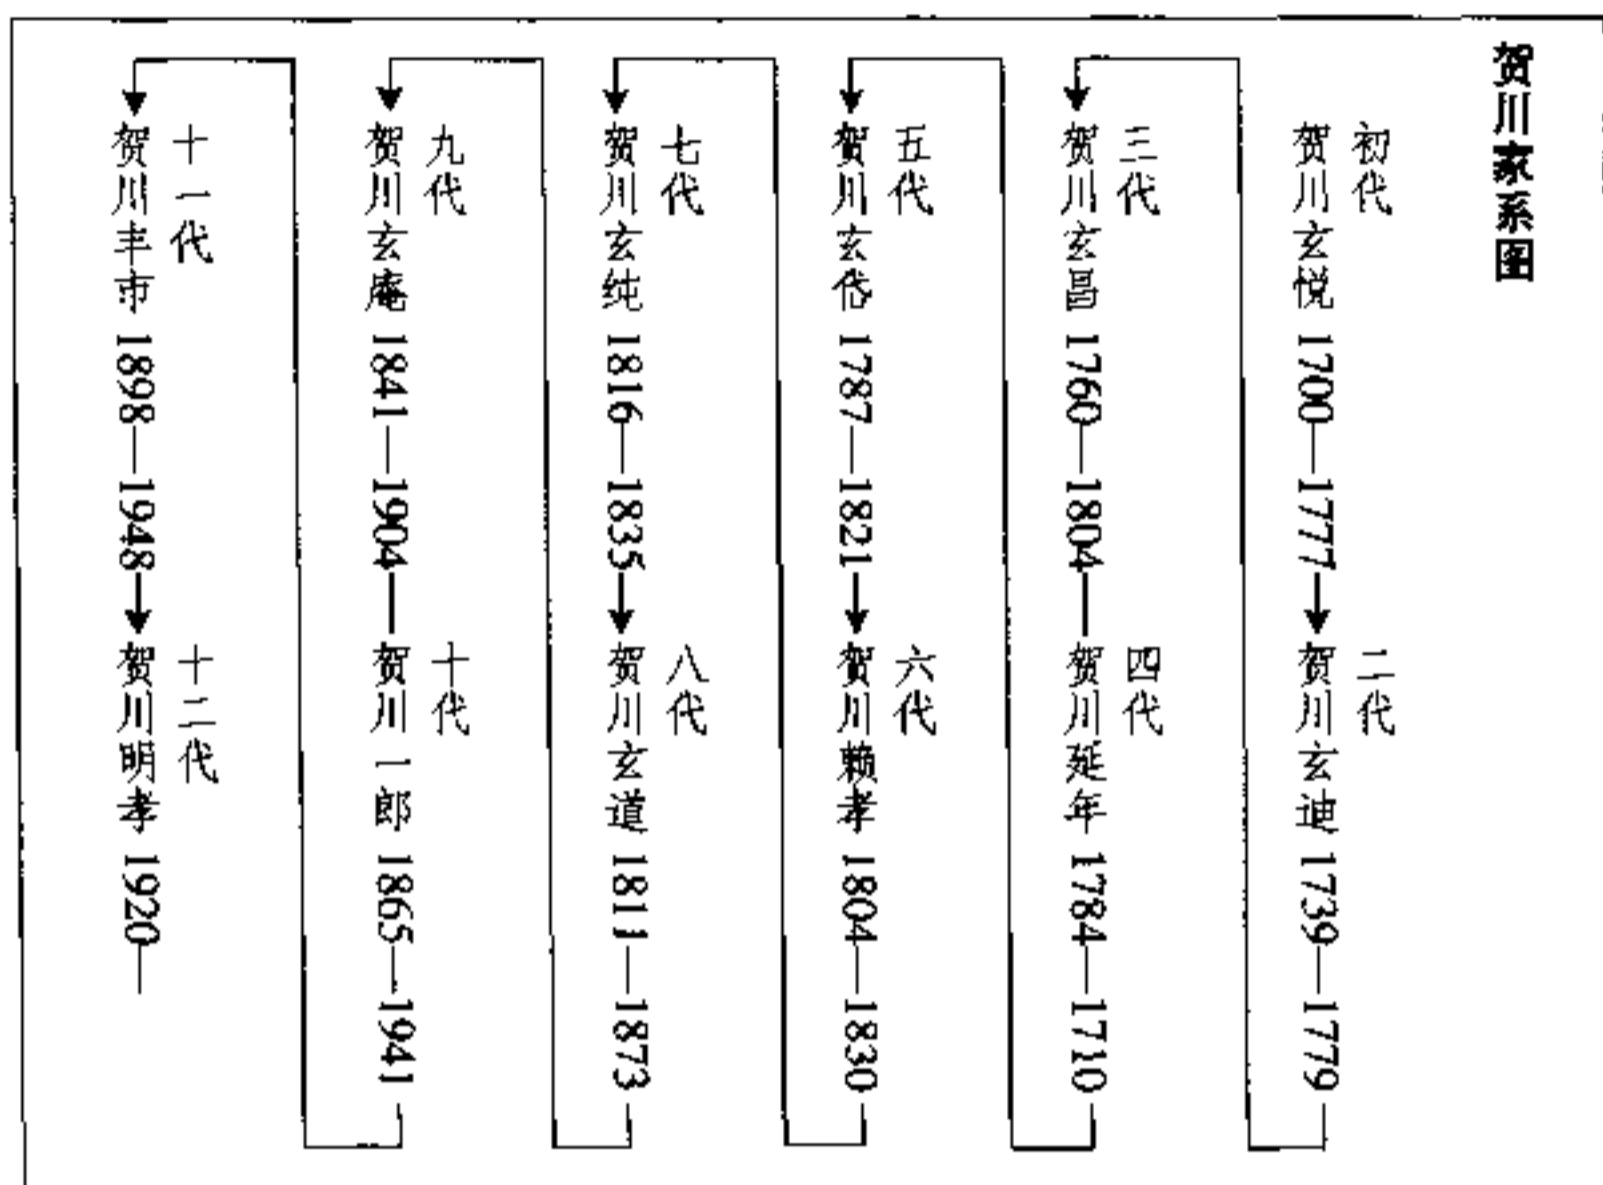 贺川家系图
初代
贺川玄悦 1700—1777
二代
贺川玄迪 1739—1779
三代
贺川玄昌 1760—1804
四代
贺川延年 1784—1710
五代
贺川玄岱 1787—1821
六代
贺川赖孝 1804—1830
七代
贺川玄纯 1816—1835
八代
贺川玄道 1811—1873
九代
贺川玄庵 1841—1904
十代
贺川一郎 1865—1941
十一代
贺川丰市 1898—1948
十二代
贺川明孝 1920—